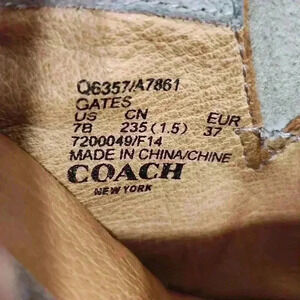 Q6357/A7861
GATES
US CN EUR
7B 235(1.5) 37
7200049/F14
MADE IN CHINA/CHINE
COACH
NEW YORK